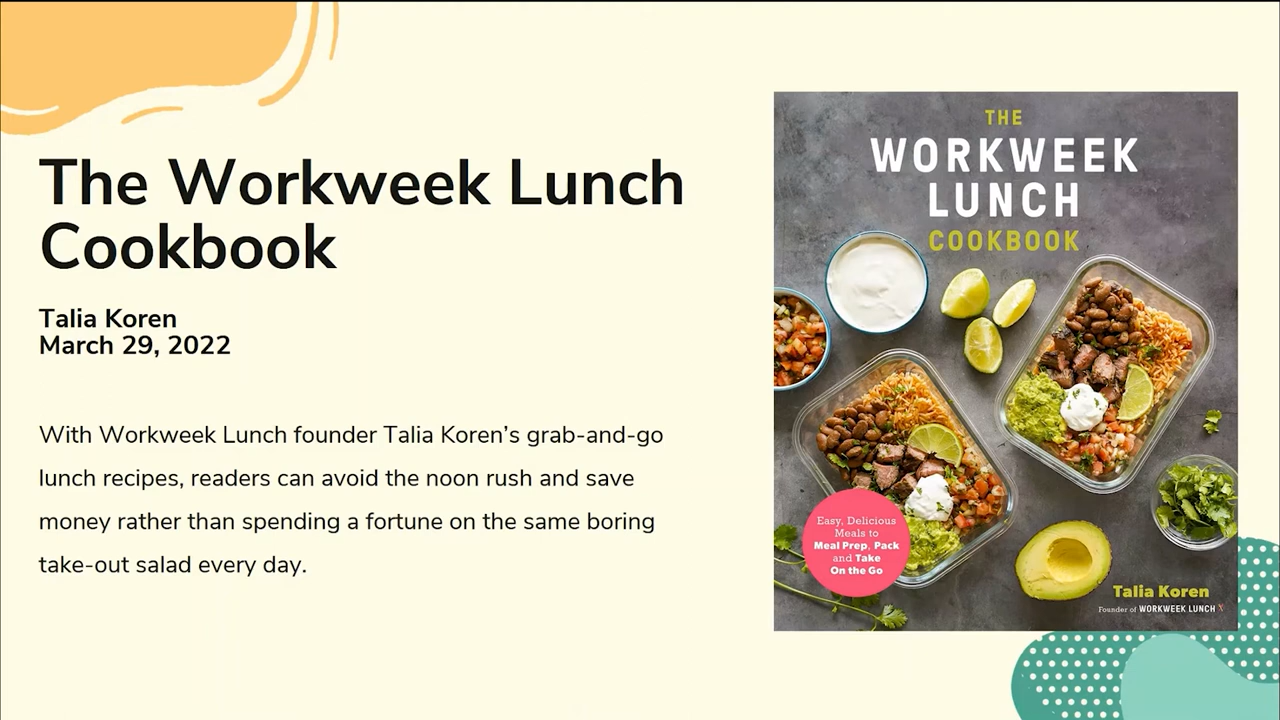 The Workweek Lunch
Cookbook
Talia Koren
March 29, 2022
With Workweek Lunch founder Talia Koren’s grab-and-go
lunch recipes, readers can avoid the noon rush and save
money rather than spending a fortune on the same boring
take-out salad every day.
THE
WORKWEEK
LUNCH
COOKBOOK
Easy, Delicious
Meals to
Meal Prep, Pack
and Take
On the Go
Talia Koren
Founder of WORKWEEK LUNCH